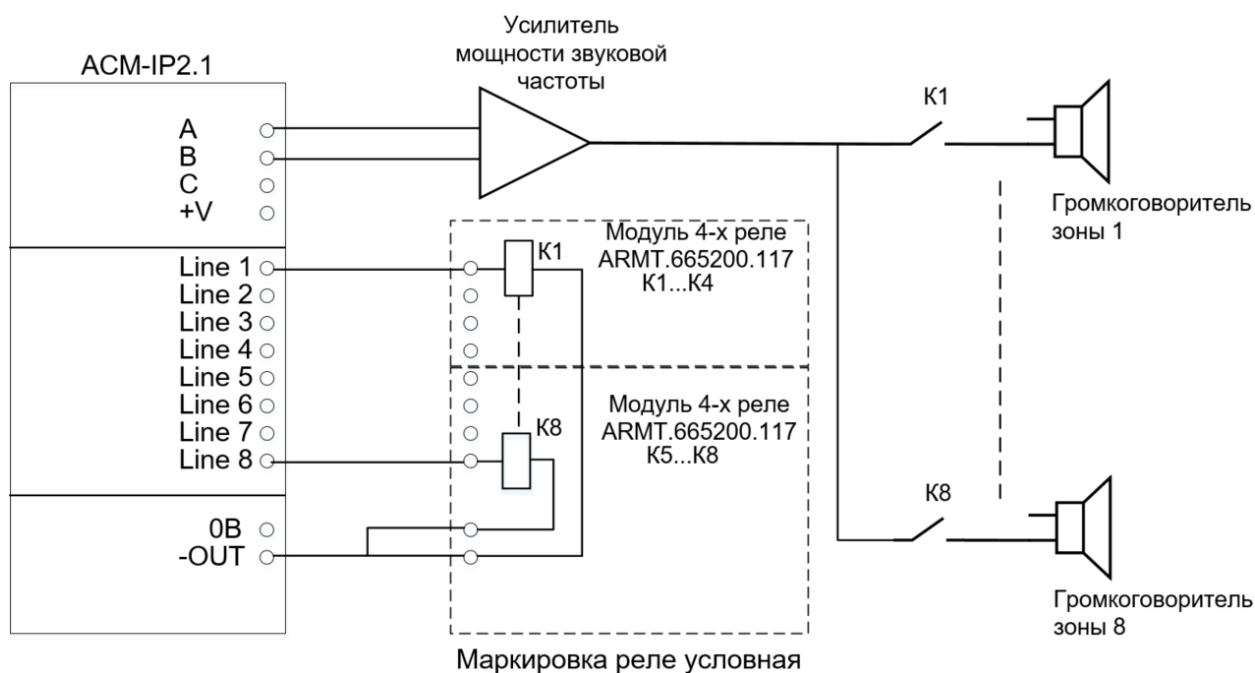 ACM-IP2.1
A
B
C
+V
Line 1
Line 2
Line 3
Line 4
Line 5
Line 6
Line 7
Line 8
0В
-OUT
Усилитель
мощности звуковой
частоты
К1
Громкоговоритель
зоны 1
К1
Модуль 4-х реле
ARMT.665200.117
К1...К4
К8
Модуль 4-х реле
ARMT.665200.117
К5...К8
К8
Громкоговоритель
зоны 8
Маркировка реле условная